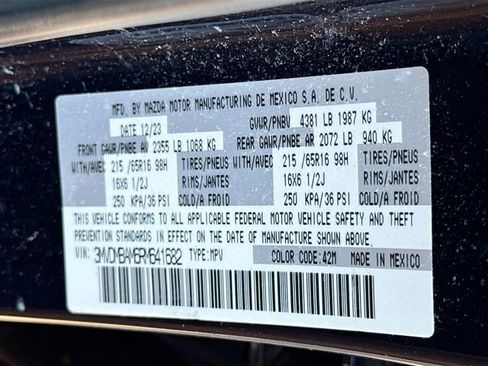 MFD. BY MAZDA MOTOR MANUFACTURING DE MEXICO S.A. DE C.V.
DATE 12/23 GVWR/PNBV 4381 LB 1987 KG
FRONT GAWR/PNBE AV 2355 LB 1068 KG REAR GAWR/PNBE AR 2072 LB 940 KG
WITH/AVEC 215/65R16 98H TIRES/PNEUS WITH/AVEC 215/65R16 98H TIRES/PNEUS
16X6 1/2J RIMS/JANTES 16X6 1/2J RIMS/JANTES
250 KPA/36 PSI COLD/A FROID 250 KPA/36 PSI COLD/A FROID
THIS VEHICLE CONFORMS TO ALL APPLICABLE FEDERAL MOTOR VEHICLE SAFETY AND THEFT
PREVENTION STANDARDS IN EFFECT ON THE DATE OF MANUFACTURE SHOWN ABOVE.
3MVDMBAM6RM641682 TYPE:MPV COLOR CODE:42M MADE IN MEXICO